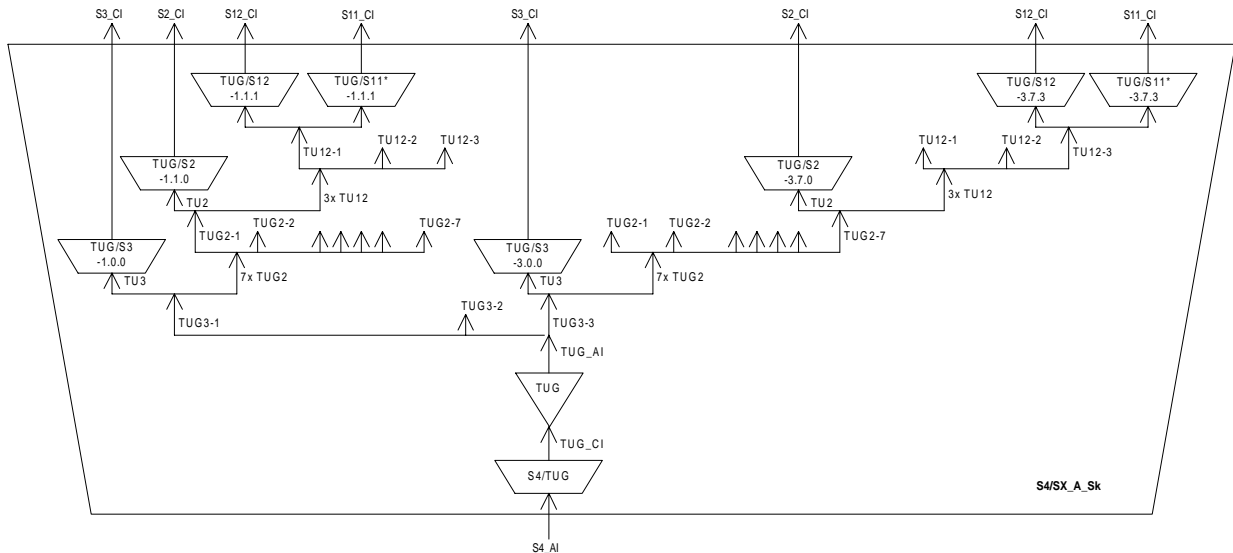 S3_CI S2_CI S12_CI S11_CI S3_CI S2_CI S12_CI S11_CI
TUG/S12 TUG/S11* TUG/S12 TUG/S11*
-1.1.1 -1.1.1 -3.7.3 -3.7.3
TU12-1 TU12-2 TU12-3 TU12-1 TU12-2 TU12-3
TUG/S2 TUG/S2
-1.1.0 -3.7.0
TU2 3x TU12 TU2 3x TU12
TUG2-1 TUG2-2 TUG2-7 TUG2-1 TUG2-2 TUG2-7
TUG/S3 TUG/S3
-1.0.0 -3.0.0
TU3 7x TUG2 TU3 7x TUG2
TUG3-1 TUG3-2 TUG3-3
TUG_AI
TUG
TUG_CI
S4/TUG
S4/SX_A_Sk
S4_AI